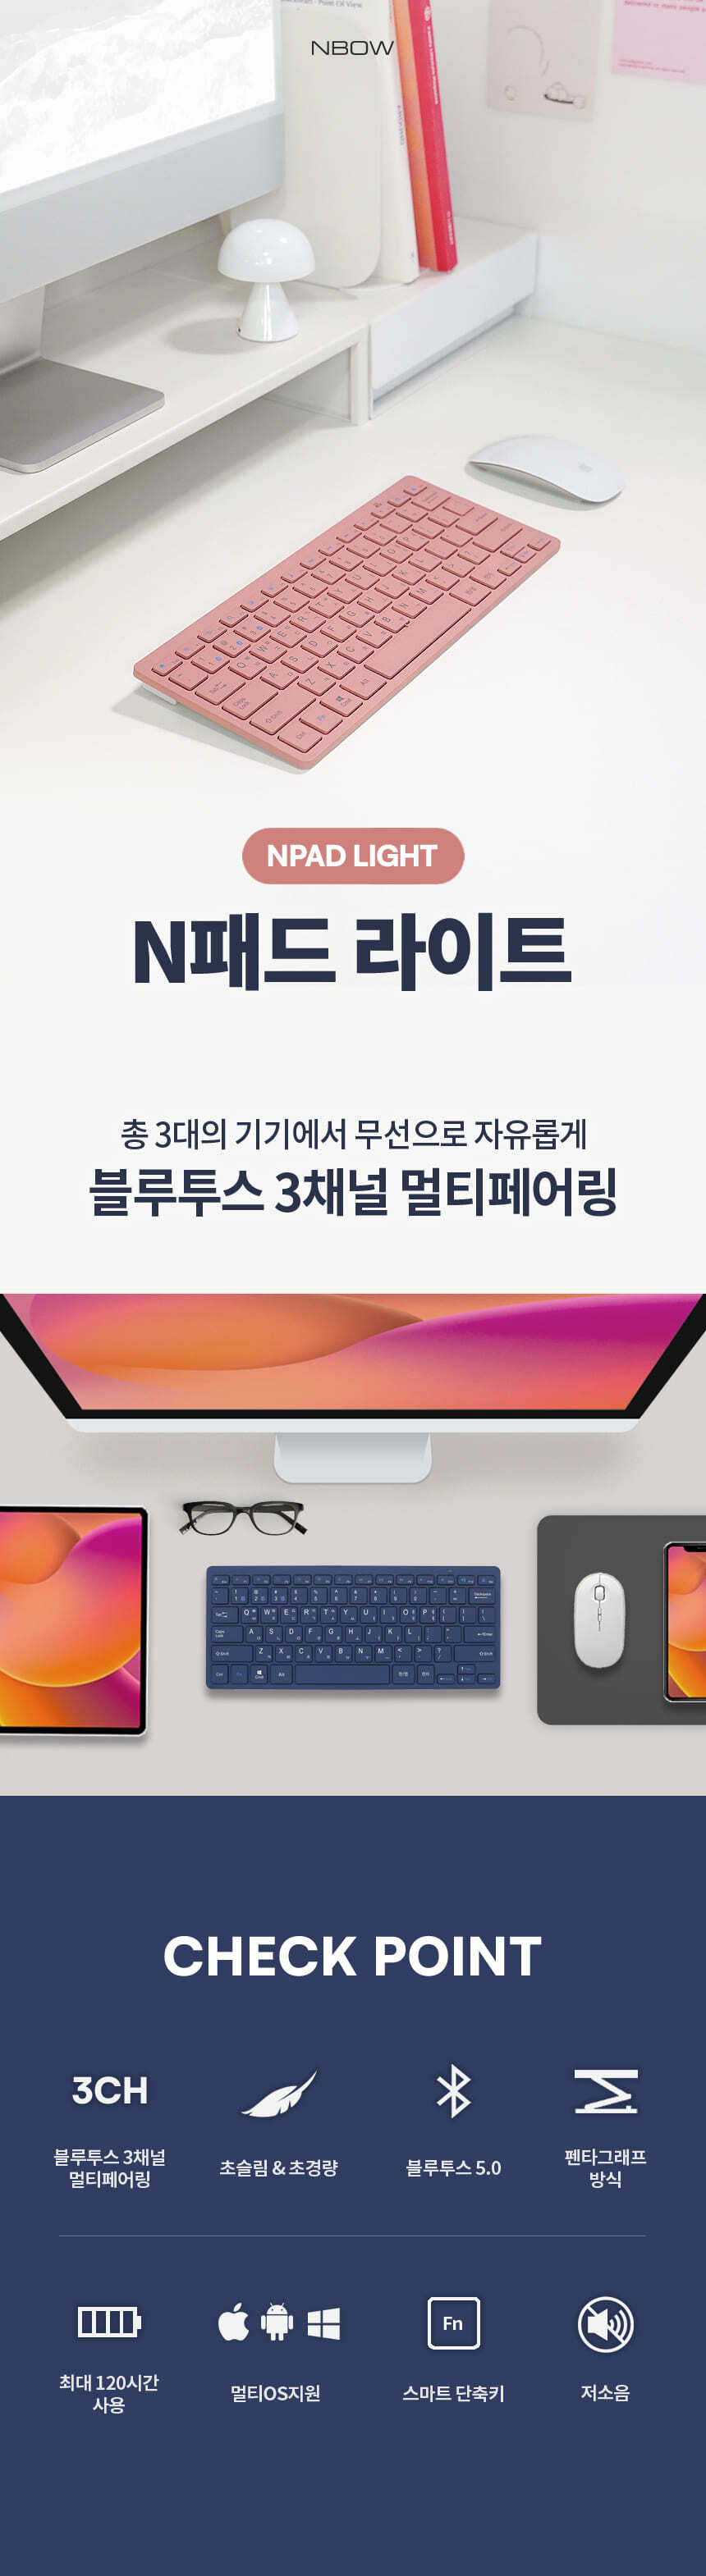 NBOW
NPAD LIGHT
N패드 라이트
총 3대의 기기에서 무선으로 자유롭게
블루투스 3채널 멀티페어링
CHECK POINT
3CH
블루투스 3채널
멀티페어링
초슬림 & 초경량
블루투스 5.0
펜타그래프
방식
Fn
최대 120시간
사용
멀티OS지원
스마트 단축키
저소음